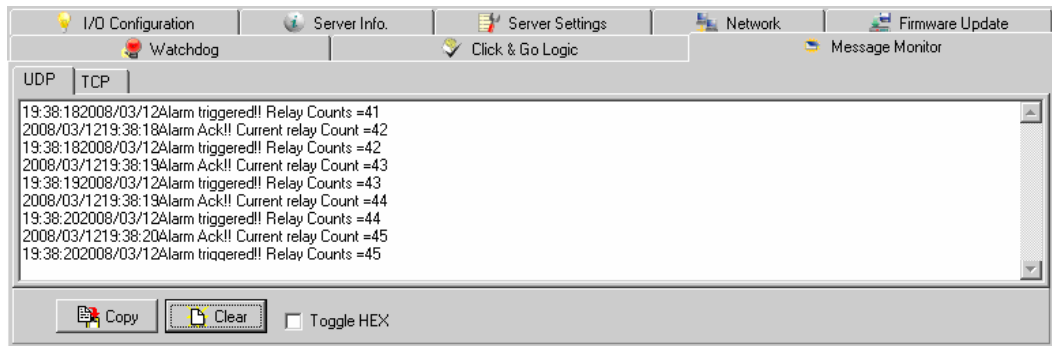 I/O Configuration Server Info. Server Settings Network Firmware Update
Watchdog Click & Go Logic Message Monitor
UDP TCP
19:38:182008/03/12Alarm triggered!! Relay Counts =41
2008/03/1219:38:18Alarm Ack!! Current relay Count =42
19:38:182008/03/12Alarm triggered!! Relay Counts =42
2008/03/1219:38:19Alarm Ack!! Current relay Count =43
19:38:192008/03/12Alarm triggered!! Relay Counts =43
2008/03/1219:38:19Alarm Ack!! Current relay Count =44
19:38:202008/03/12Alarm triggered!! Relay Counts =44
2008/03/1219:38:20Alarm Ack!! Current relay Count =45
19:38:202008/03/12Alarm triggered!! Relay Counts =45
Copy Clear Toggle HEX